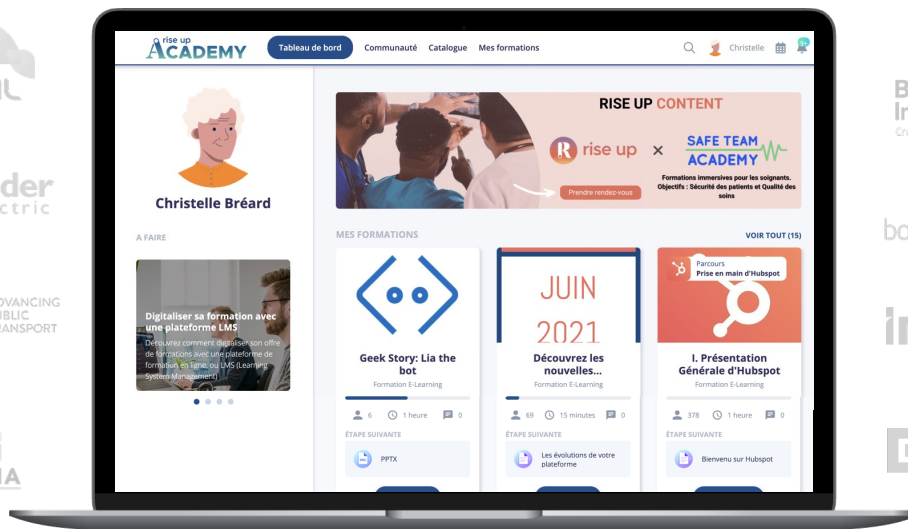 rise up
ACADEMY
Tableau de bord
Communauté
Catalogue
Mes formations
Christelle
9+
RISE UP CONTENT
rise up
×
SAFE TEAM
ACADEMY
Formations immersives pour les soignants.
Objectifs : Sécurité des patients et Qualité des
soins
Prendre rendez-vous
Christelle Bréard
A FAIRE
Digitaliser sa formation avec
une plateforme LMS
Découvrez comment digitaliser son offre
de formations avec une plateforme de
formation en ligne, ou LMS (Learning
System Management)
MES FORMATIONS
VOIR TOUT (15)
Geek Story: Lia the
bot
Formation E-Learning
6
1 heure
0
ÉTAPE SUIVANTE
PPTX
JUIN
2021
Découvrez les
nouvelles...
Formation E-Learning
69
15 minutes
0
ÉTAPE SUIVANTE
Les évolutions de votre
plateforme
Parcours
Prise en main d'Hubspot
I. Présentation
Générale d'Hubspot
Formation E-Learning
378
1 heure
0
ÉTAPE SUIVANTE
Bienvenu sur Hubspot